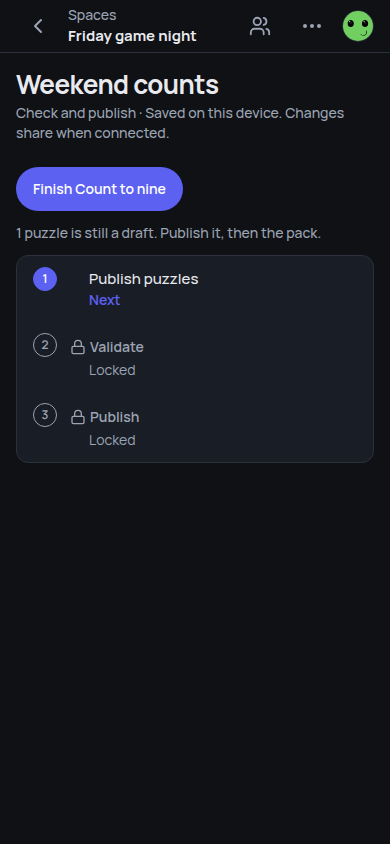 Spaces
Friday game night
Weekend counts
Check and publish · Saved on this device. Changes
share when connected.
Finish Count to nine
1 puzzle is still a draft. Publish it, then the pack.
1
Publish puzzles
Next
2
Validate
Locked
3
Publish
Locked